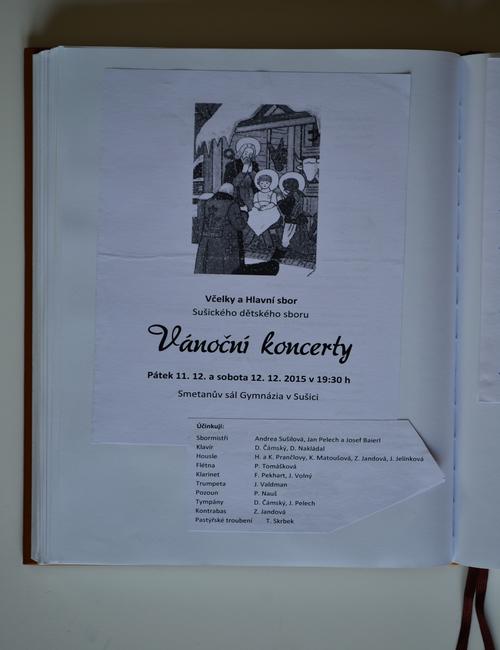 Včelky a Hlavní sbor
Sušického dětského sboru
Vánoční koncerty
Pátek 11. 12. a sobota 12. 12. 2015 v 19:30 h
Smetanův sál Gymnázia v Sušici
Účinkují:
Sbormistři Andrea Sušilová, Jan Pelech a Josef Baierl
Klavír D. Čámský, D. Nakládal
Housle H. a K. Prančlovy, K. Matoušová, Z. Jandová, J. Jelínková
Flétna P. Tomášková
Klarinet F. Pekhart, J. Volný
Trumpeta J. Valdman
Pozoun P. Nauš
Tympány D. Čámský, J. Pelech
Kontrabas Z. Jandová
Pastýřské troubení T. Skrbek